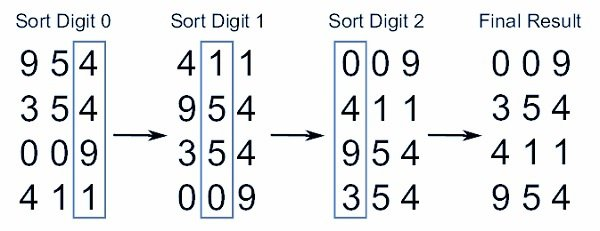 Sort Digit 0 Sort Digit 1 Sort Digit 2 Final Result
9 5 4 4 1 1 0 0 9 0 0 9
3 5 4 9 5 4 4 1 1 3 5 4
0 0 9 3 5 4 9 5 4 4 1 1
4 1 1 0 0 9 3 5 4 9 5 4